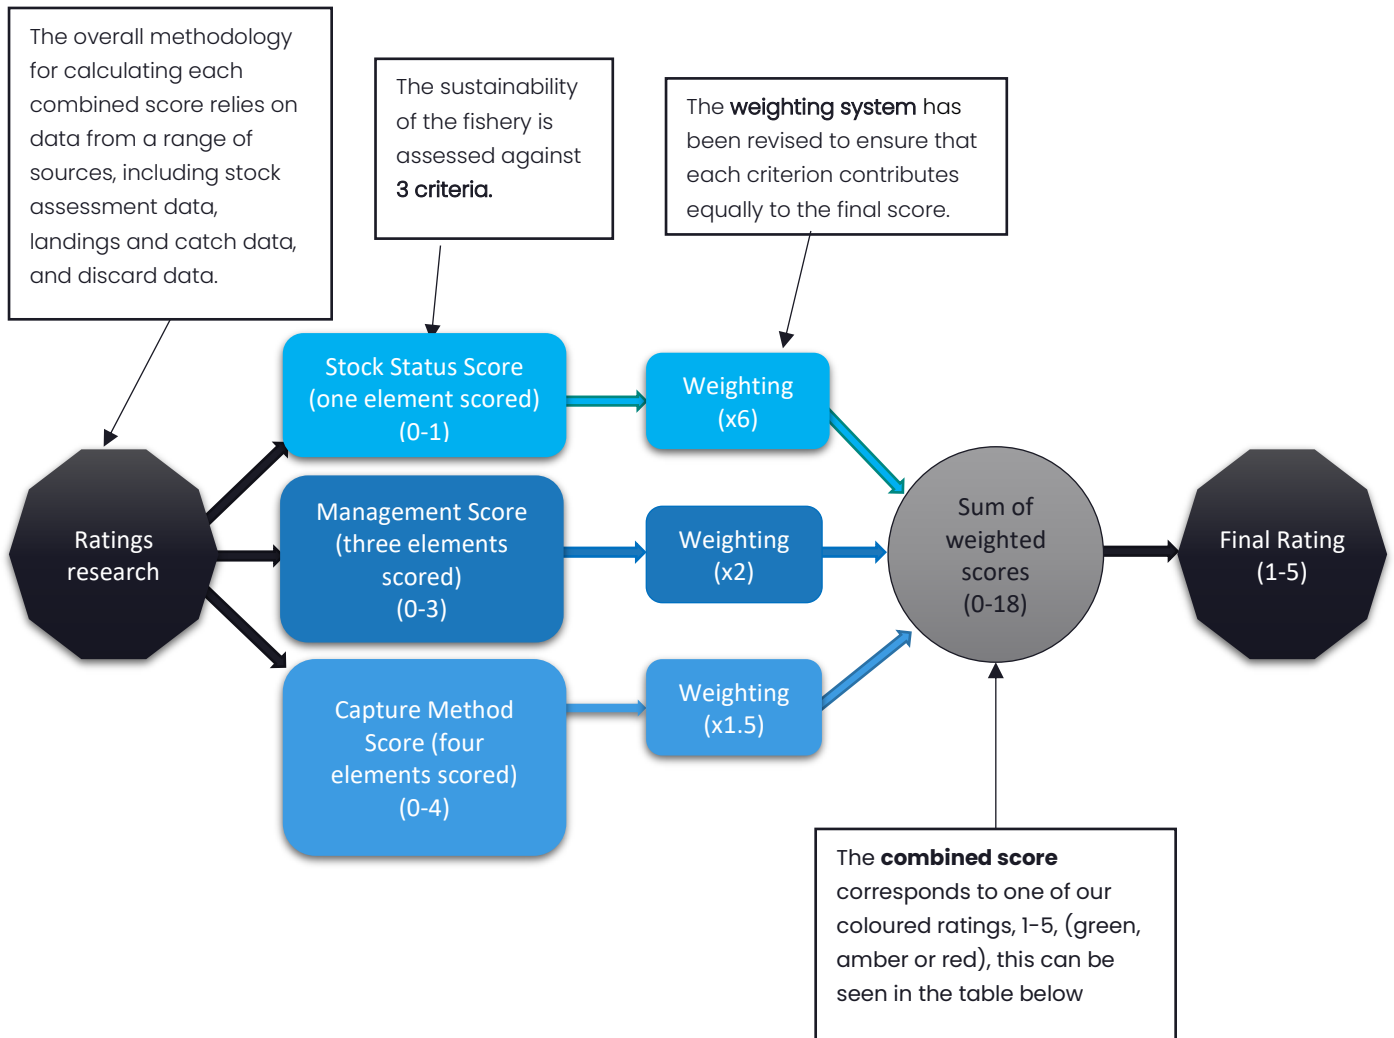 The overall methodology
for calculating each
combined score relies on
data from a range of
sources, including stock
assessment data,
landings and catch data,
and discard data.
The sustainability
of the fishery is
assessed against
3 criteria.
The weighting system has
been revised to ensure that
each criterion contributes
equally to the final score.
Stock Status Score
(one element scored)
(0-1)
Weighting
(x6)
Ratings
research
Management Score
(three elements
scored)
(0-3)
Weighting
(x2)
Sum of
weighted
scores
(0-18)
Final Rating
(1-5)
Capture Method
Score (four
elements scored)
(0-4)
Weighting
(x1.5)
The combined score
corresponds to one of our
coloured ratings, 1-5, (green,
amber or red), this can be
seen in the table below